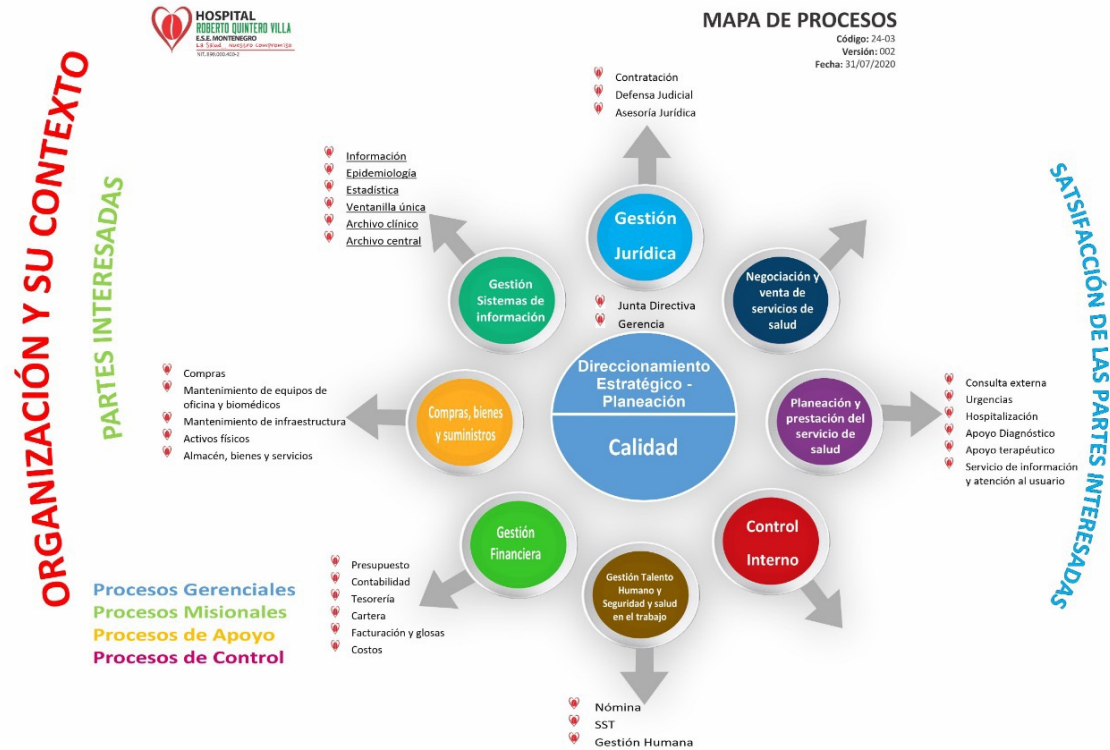 HOSPITAL
ROBERTO QUINTERO VILLA
E.S.E. MONTENEGRO
La Salud, nuestro compromiso
MAPA DE PROCESOS
Código: 24-03
Versión: 002
Fecha: 31/07/2020
ORGANIZACIÓN Y SU CONTEXTO
PARTES INTERESADAS
Contratación
Defensa Judicial
Asesoría Jurídica
Información
Epidemiología
Estadística
Ventanilla única
Archivo clínico
Archivo central
Gestión
Jurídica
Gestión
Sistemas de
información
Negociación y
venta de
servicios de
salud
Junta Directiva
Gerencia
Direccionamiento
Estratégico -
Planeación
Calidad
Compras
Mantenimiento de equipos de
oficina y biomédicos
Mantenimiento de infraestructura
Activos físicos
Almacén, bienes y servicios
Compras, bienes
y suministros
Planeación y
prestación del
servicio de
salud
Consulta externa
Urgencias
Hospitalización
Apoyo Diagnóstico
Apoyo terapéutico
Servicio de información
y atención al usuario
Gestión
Financiera
Control
Interno
Gestión Talento
Humano y
Seguridad y salud
en el trabajo
Presupuesto
Contabilidad
Tesorería
Cartera
Facturación y glosas
Costos
Nómina
SST
Gestión Humana
Procesos Gerenciales
Procesos Misionales
Procesos de Apoyo
Procesos de Control
SATSIFACCIÓN DE LAS PARTES INTERESADAS